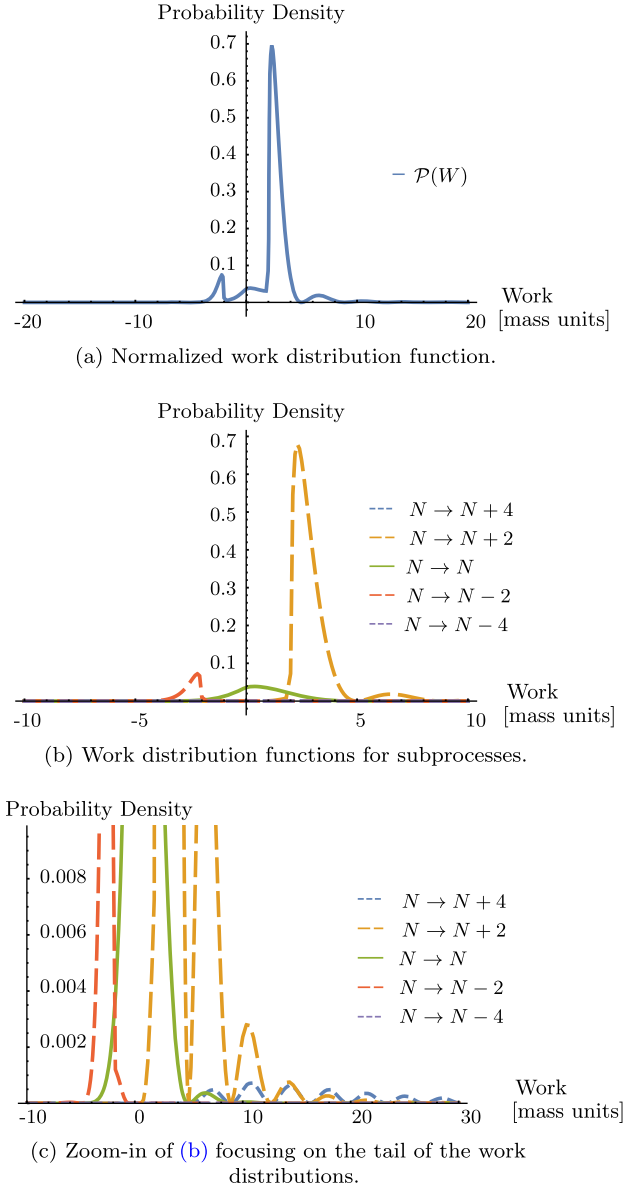 Probability Density
0.7
0.6
0.5
0.4
0.3
0.2
0.1
𝒫(W)
-20 -10 10 20
Work
[mass units]
(a) Normalized work distribution function.
Probability Density
0.7
0.6
0.5
0.4
0.3
0.2
0.1
N → N + 4
N → N + 2
N → N
N → N − 2
N → N − 4
-10 -5 5 10
Work
[mass units]
(b) Work distribution functions for subprocesses.
Probability Density
0.008
0.006
0.004
0.002
N → N + 4
N → N + 2
N → N
N → N − 2
N → N − 4
-10 0 10 20 30
Work
[mass units]
(c) Zoom-in of (b) focusing on the tail of the work
distributions.